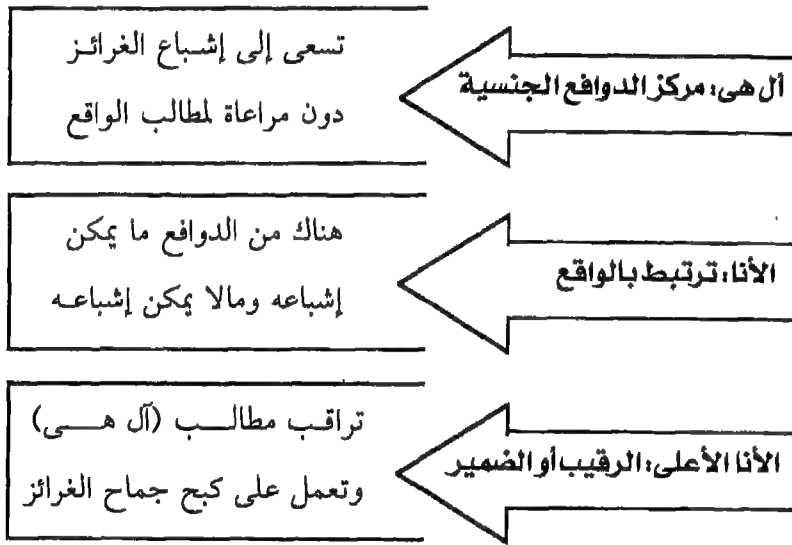 أل هى: مركز الدوافع الجنسية
تسعى إلى إشباع الغرائز
دون مراعاة لمطالب الواقع
الأنا: ترتبط بالواقع
هناك من الدوافع ما يمكن
إشباعه ومالا يمكن إشباعه
الأنا الأعلى: الرقيب أو الضمير
تراقب مطالب (آل هى)
وتعمل على كبح جماح الغرائز